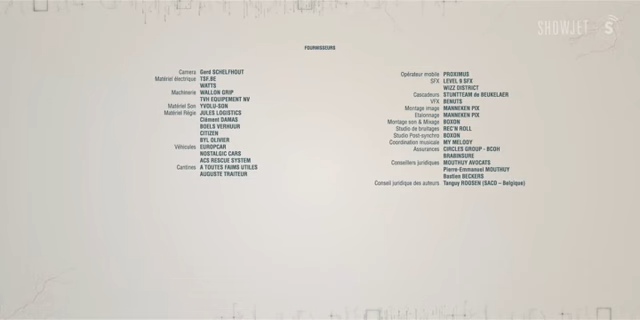 SHOWJET S
FOURNISSEURS
Camera Gerd SCHELFHOUT
Matériel électrique TSF.BE
WATTS
Machinerie WALLON GRIP
TVH EQUIPEMENT NV
Matériel Son YVOLU-SON
Matériel Régie JULES LOGISTICS
Clément DAMAS
BOELS VERHUUR
CITIZEN
BYL OLIVIER
Véhicules EUROPCAR
NOSTALGIC CARS
ACS RESCUE SYSTEM
Cantines A TOUTES FAIMS UTILES
AUGUSTE TRAITEUR
Opérateur mobile PROXIMUS
SFX LEVEL 9 SFX
WIZZ DISTRICT
Cascadeurs STUNTTEAM de BEUKELAER
VFX BENUTS
Montage image MANNEKEN PIX
Etalonnage MANNEKEN PIX
Montage son & Mixage BOXON
Studio de bruitages REC'N ROLL
Studio Post-synchro BOXON
Coordination musicale MY MELODY
Assurances CIRCLES GROUP - BCOH
BRABINSURE
Conseillers juridiques MOUTHUY AVOCATS
Pierre-Emmanuel MOUTHUY
Bastien BECKERS
Conseil juridique des auteurs Tanguy ROOSEN (SACD – Belgique)